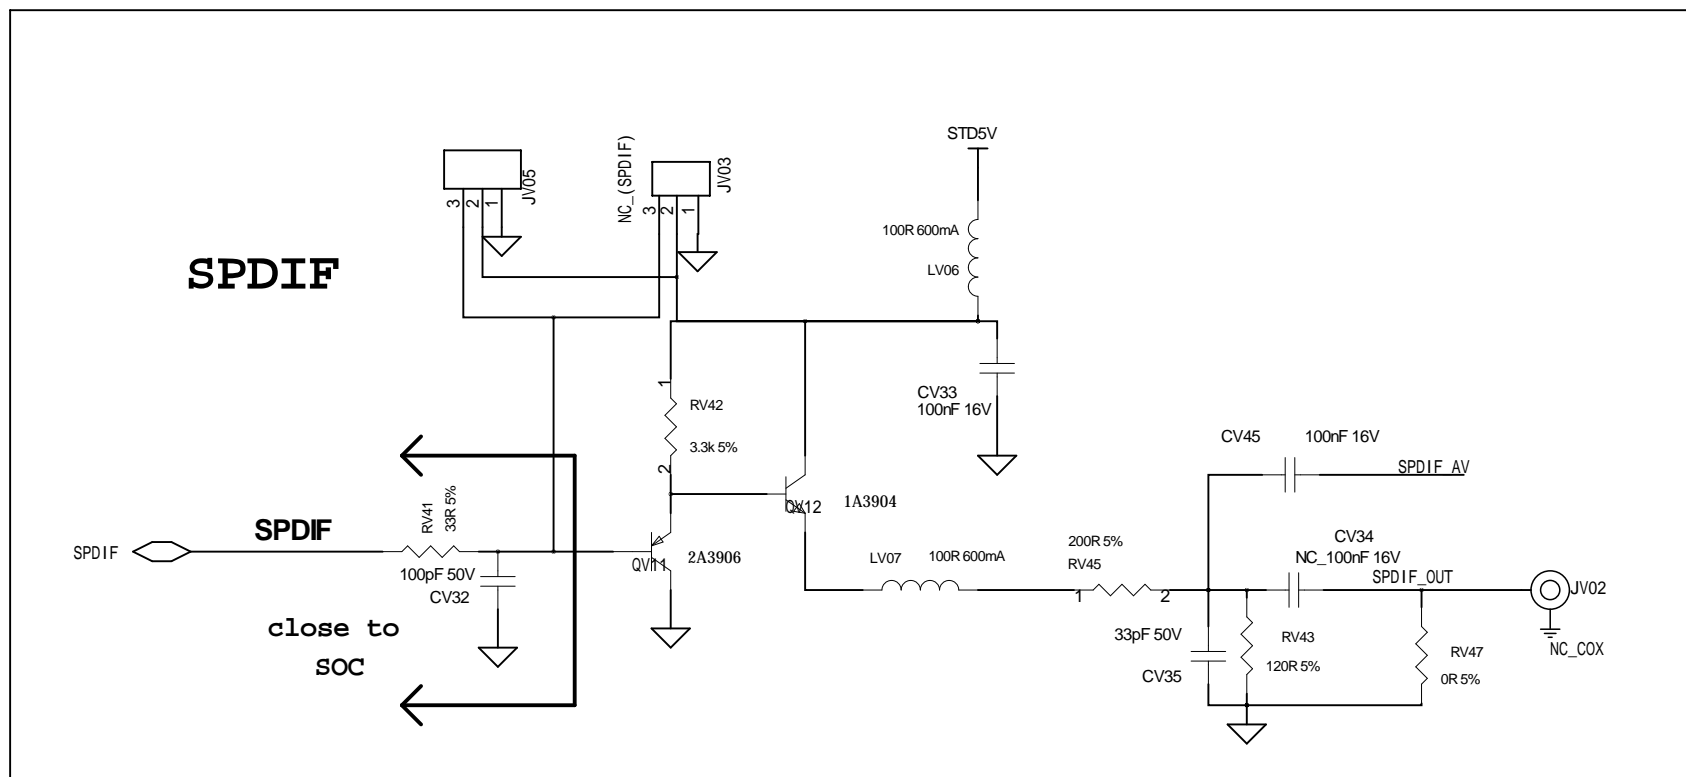 STD5V
NC_(SPDIF)
JV05
JV03
3
2
1
3
2
1
100R 600mA
LV06
SPDIF
1
RV42
3.3k 5%
2
CV33
100nF 16V
CV45
100nF 16V
SPDIF_AV
QV12
1A3904
RV41
33R 5%
SPDIF
SPDIF
QV11
2A3906
100pF 50V
CV32
LV07
100R 600mA
200R 5%
RV45
1
2
CV34
NC_100nF 16V
SPDIF_OUT
JV02
NC_COX
close to
SOC
33pF 50V
CV35
RV43
120R 5%
RV47
0R 5%